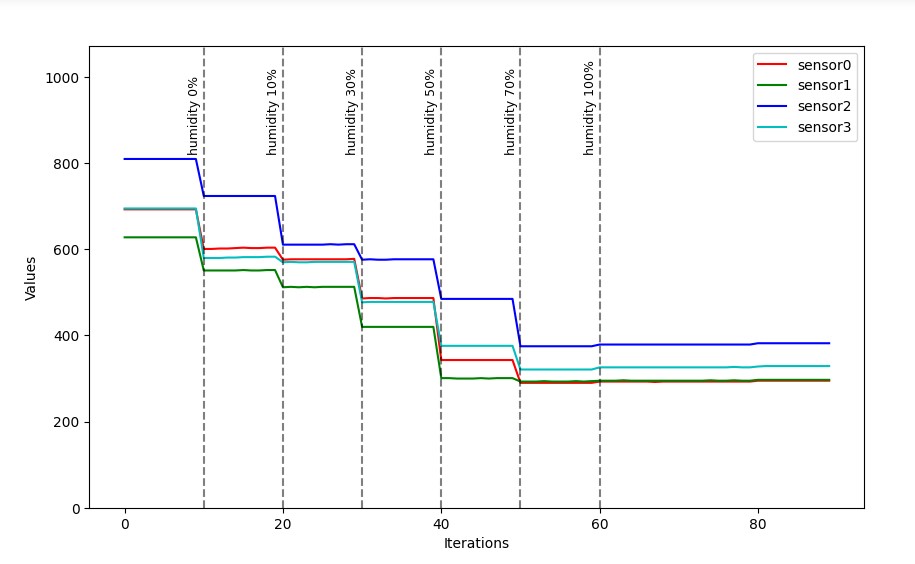 humidity 0%
humidity 10%
humidity 30%
humidity 50%
humidity 70%
humidity 100%
sensor0
sensor1
sensor2
sensor3
Values
1000
800
600
400
200
0
0 20 40 60 80
Iterations